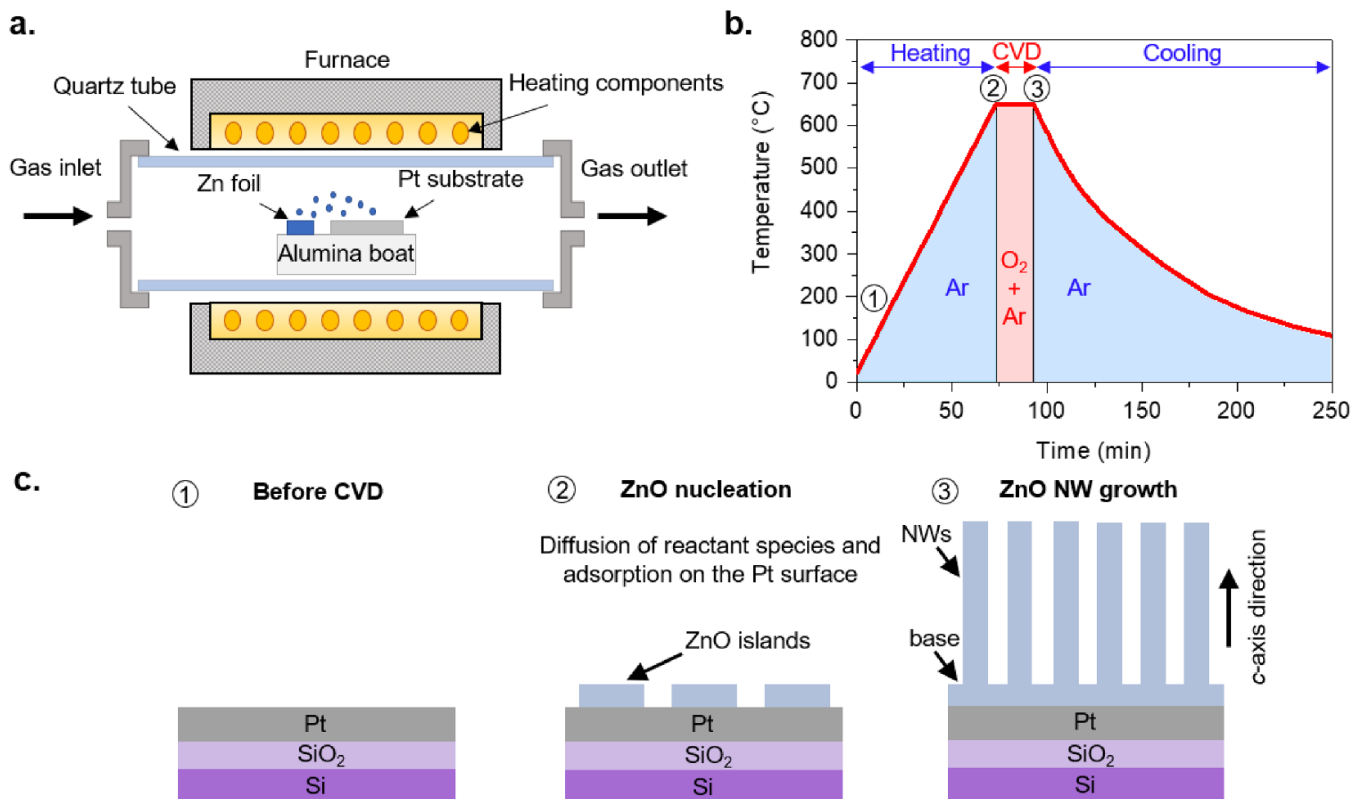 a.
Furnace
Quartz tube
Heating components
Gas inlet
Zn foil
Pt substrate
Gas outlet
Alumina boat
b.
800
700
600
500
400
300
200
100
0
Temperature (°C)
Heating
CVD
Cooling
②
③
①
Ar
O₂
+
Ar
Ar
0
50
100
150
200
250
Time (min)
c.
① Before CVD
Pt
SiO₂
Si
② ZnO nucleation
Diffusion of reactant species and
adsorption on the Pt surface
ZnO islands
Pt
SiO₂
Si
③ ZnO NW growth
NWs
base
c-axis direction
Pt
SiO₂
Si